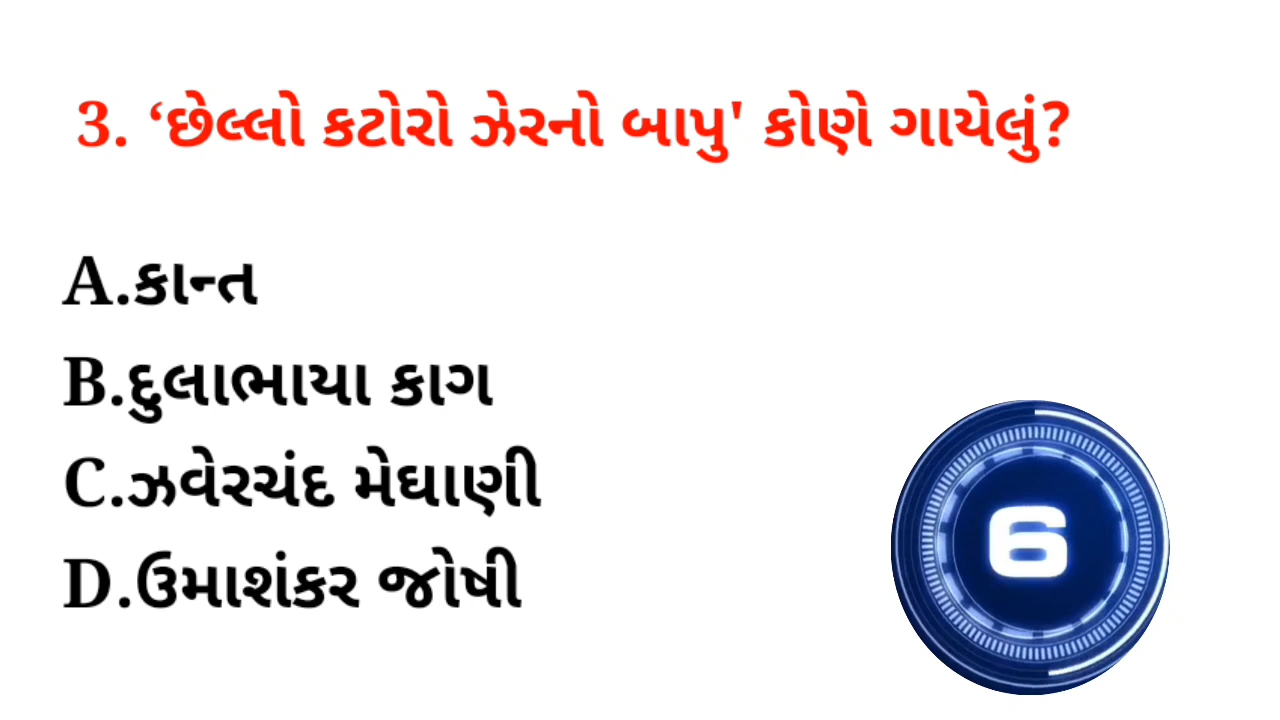 3. ‘છેલ્લો કટોરો ઝેરનો બાપુ' કોણે ગાયેલું?
A.કાન્ત
B.દુલાભાયા કાગ
C.ઝવેરચંદ મેઘાણી
D.ઉમાશંકર જોષી
6